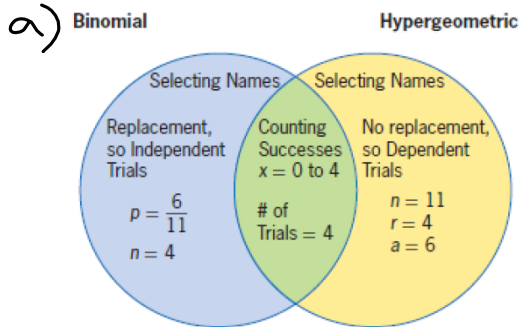 a) Binomial
Hypergeometric
Selecting Names
Replacement,
so Independent
Trials
p = 6/11
n = 4
Counting
Successes
x = 0 to 4
# of
Trials = 4
Selecting Names
No replacement,
so Dependent
Trials
n = 11
r = 4
a = 6